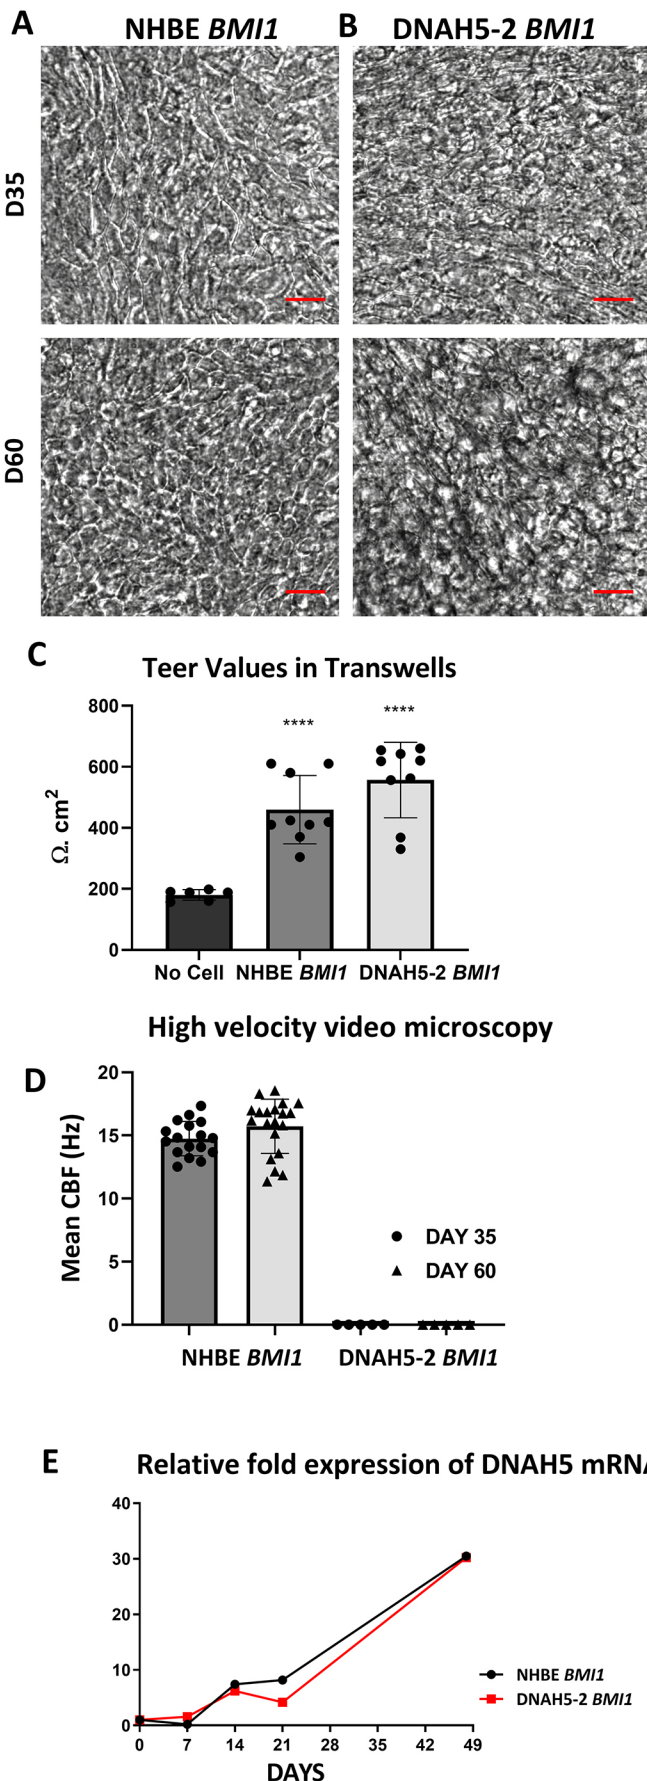 A NHBE BMI1 B DNAH5-2 BMI1
D35
D60
C
Teer Values in Transwells
800
600
400
200
0
Ω. cm2
****
****
No Cell NHBE BMI1 DNAH5-2 BMI1
High velocity video microscopy
D
20
15
10
5
0
Mean CBF (Hz)
DAY 35
DAY 60
NHBE BMI1 DNAH5-2 BMI1
E Relative fold expression of DNAH5 mRNA
40
30
20
10
0
NHBE BMI1
DNAH5-2 BMI1
0 7 14 21 28 35 42 49
DAYS